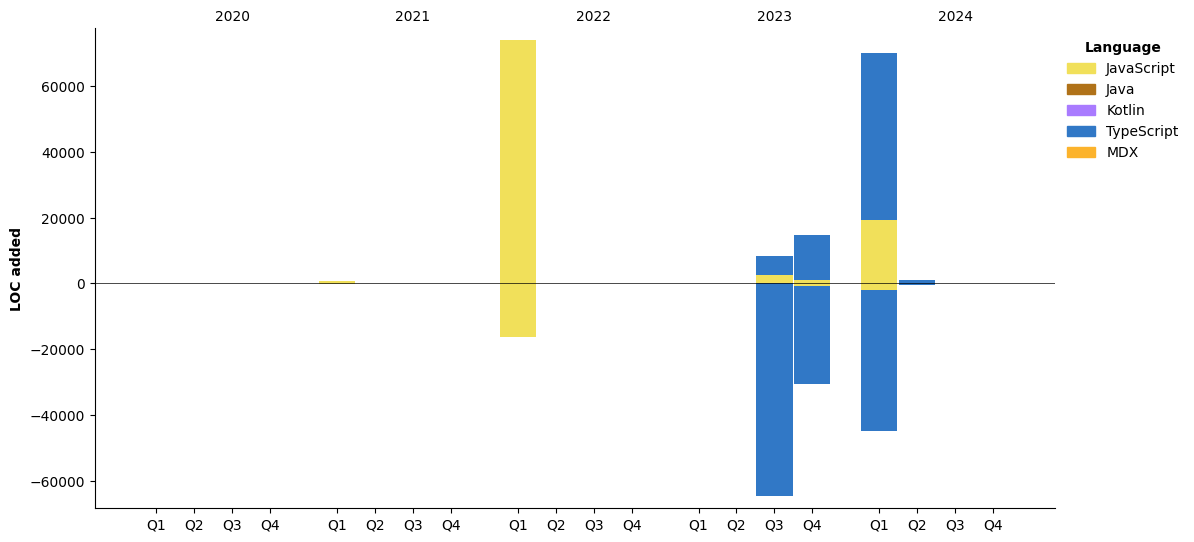 2020 2021 2022 2023 2024
Language
JavaScript
Java
Kotlin
TypeScript
MDX
LOC added
60000
40000
20000
0
−20000
−40000
−60000
Q1 Q2 Q3 Q4 Q1 Q2 Q3 Q4 Q1 Q2 Q3 Q4 Q1 Q2 Q3 Q4 Q1 Q2 Q3 Q4